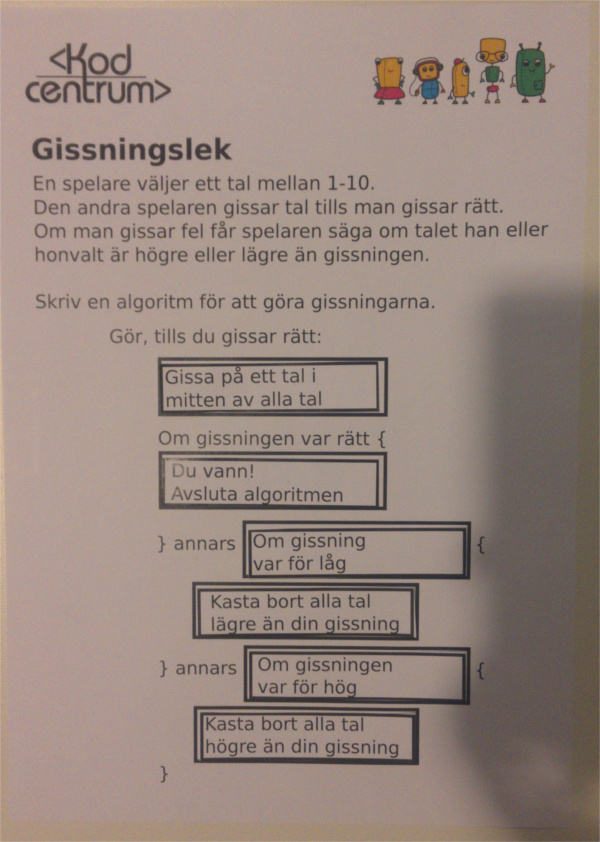 <Kod
centrum>
Gissningslek
En spelare väljer ett tal mellan 1-10.
Den andra spelaren gissar tal tills man gissar rätt.
Om man gissar fel får spelaren säga om talet han eller
honvalt är högre eller lägre än gissningen.
Skriv en algoritm för att göra gissningarna.
Gör, tills du gissar rätt:
Gissa på ett tal i
mitten av alla tal
Om gissningen var rätt {
Du vann!
Avsluta algoritmen
} annars Om gissning {
var för låg
Kasta bort alla tal
lägre än din gissning
} annars Om gissningen {
var för hög
Kasta bort alla tal
högre än din gissning
}